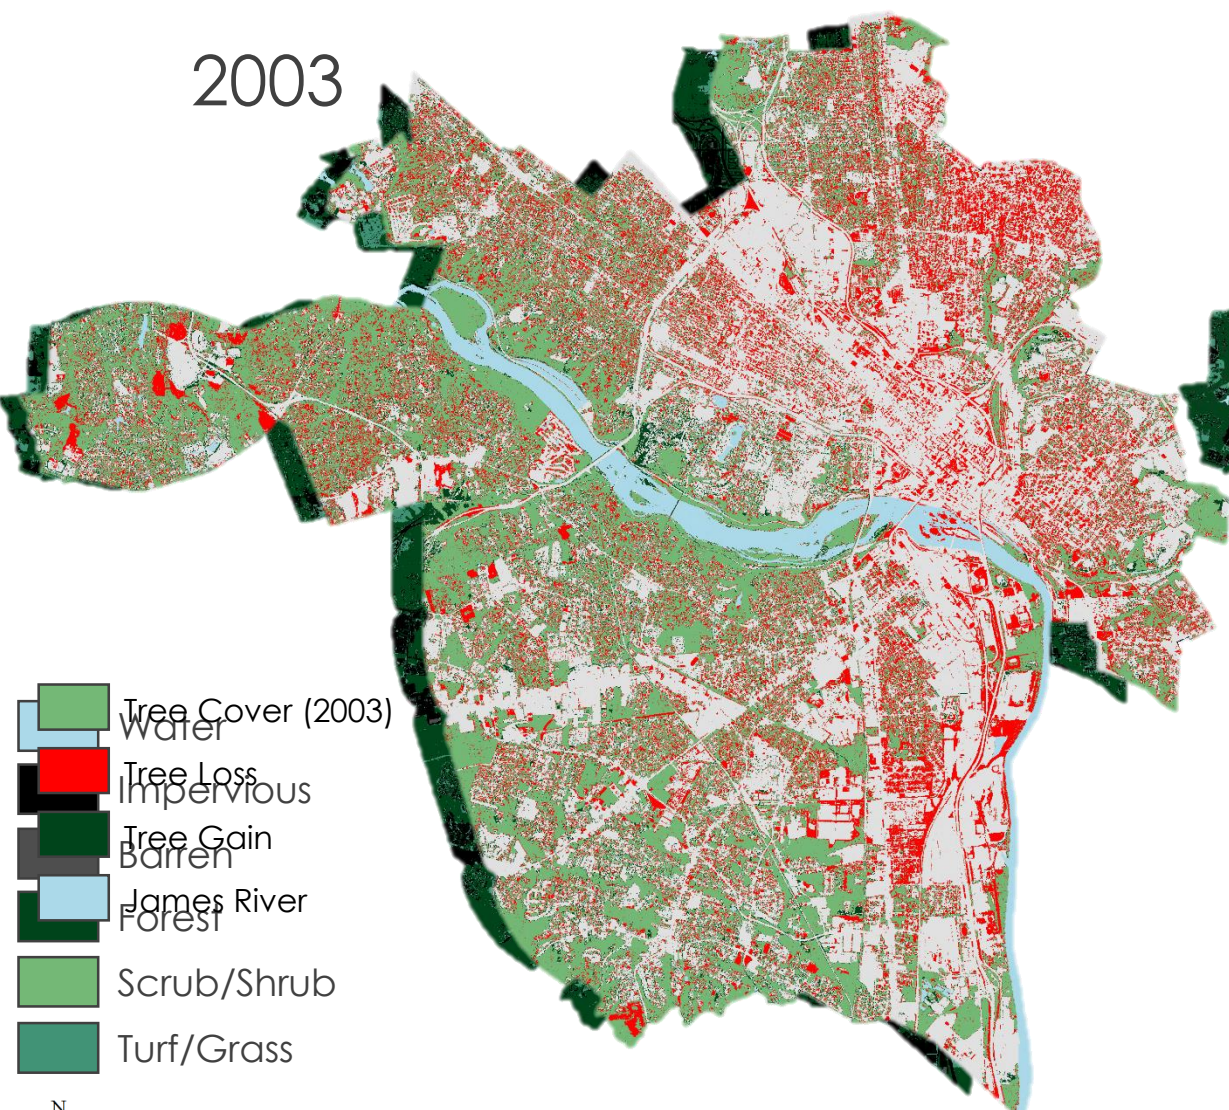 2003
Tree Cover (2003)
Water
Tree Loss
Impervious
Tree Gain
Barren
James River
Forest
Scrub/Shrub
Turf/Grass
N